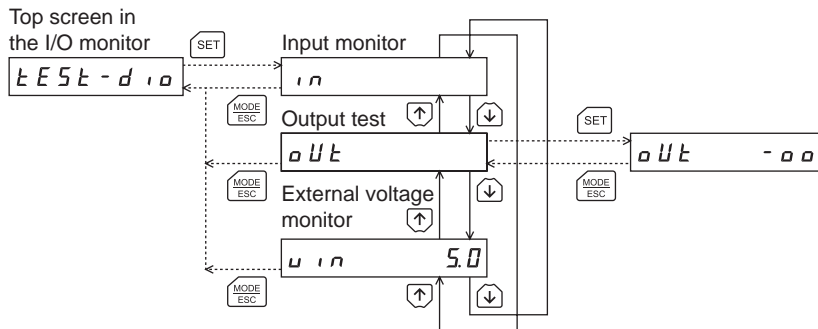 Top screen in
the I/O monitor
SET
Input monitor
tESt-dio
in
MODE
ESC
Output test
SET
oUt
oUt -oo
MODE
ESC
MODE
ESC
External voltage
monitor
uin 5.0
MODE
ESC